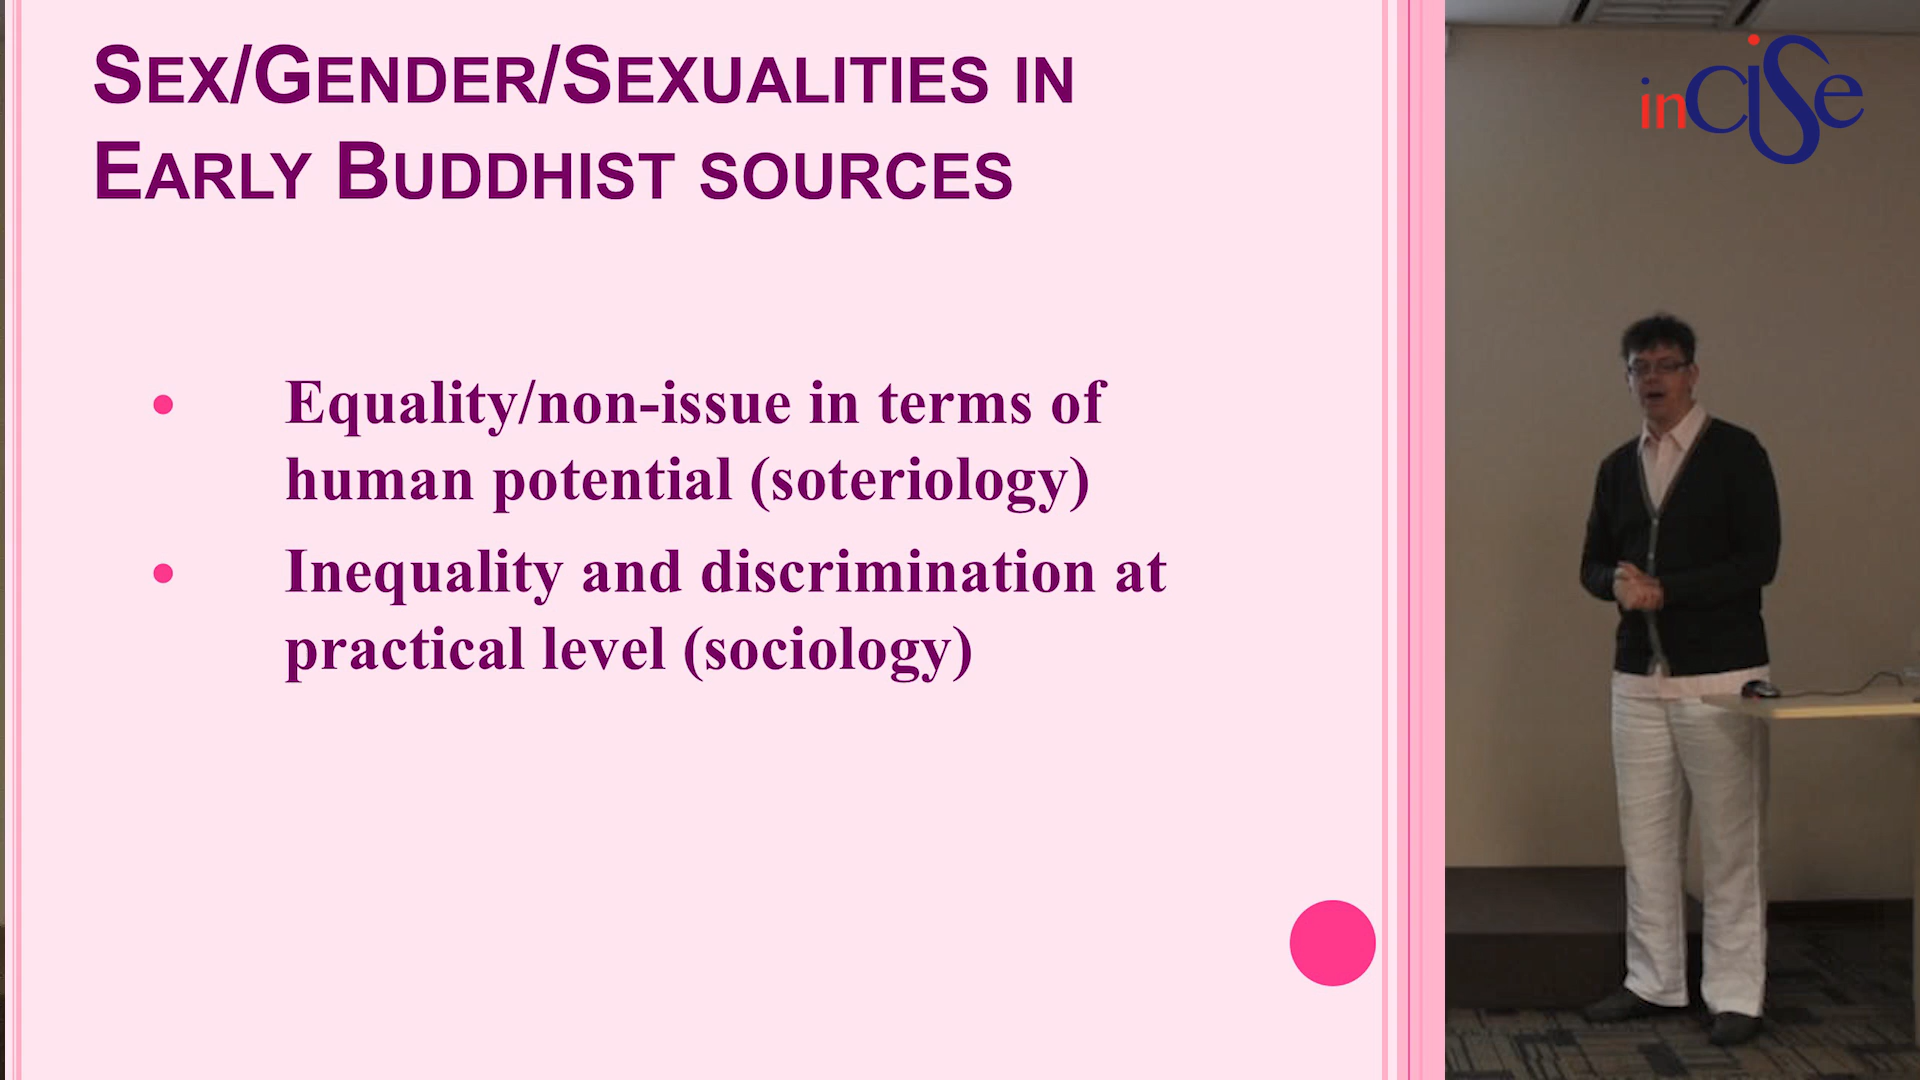 Sex/Gender/Sexualities in
Early Buddhist sources
• Equality/non-issue in terms of
human potential (soteriology)
• Inequality and discrimination at
practical level (sociology)
inCISe